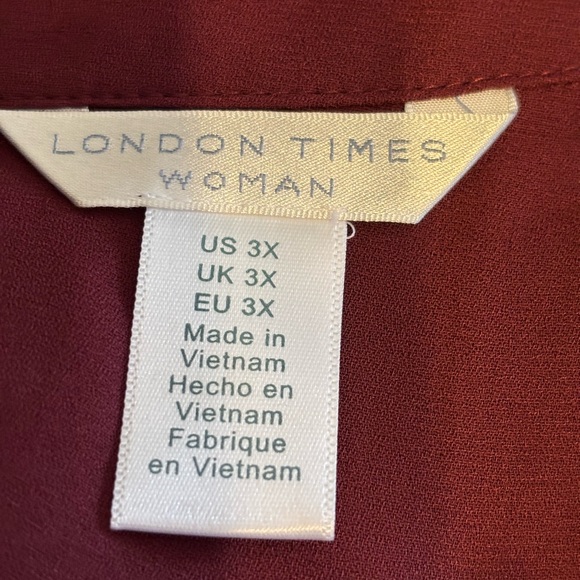 LONDON TIMES
WOMAN
US 3X
UK 3X
EU 3X
Made in
Vietnam
Hecho en
Vietnam
Fabrique
en Vietnam